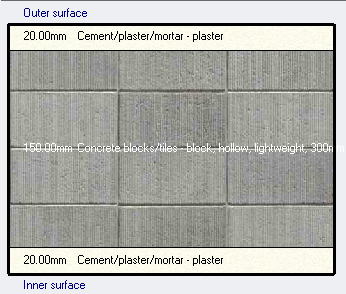 Outer surface
20.00mm Cement/plaster/mortar - plaster
150.00mm Concrete blocks/tiles - block, hollow, lightweight, 300mm
20.00mm Cement/plaster/mortar - plaster
Inner surface